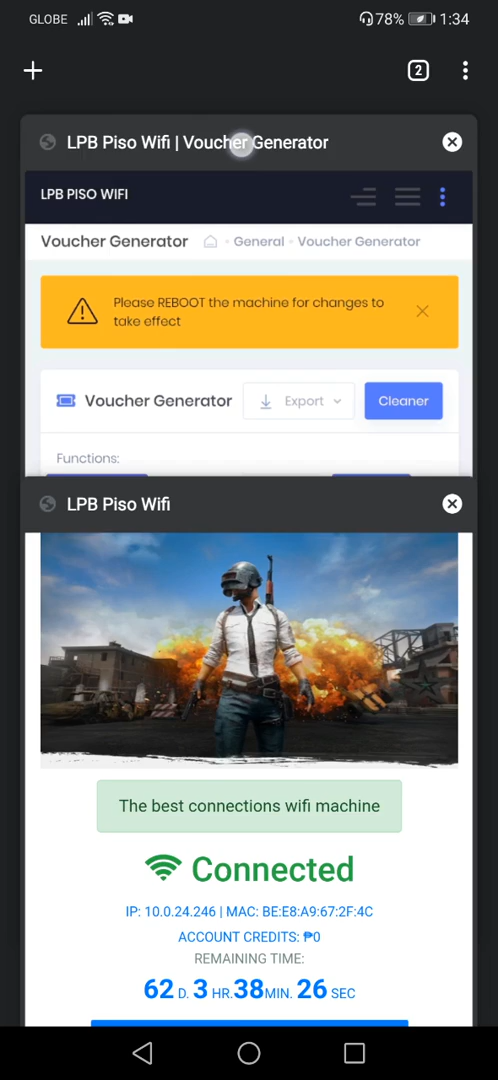 GLOBE 78% 1:34
2
LPB Piso Wifi | Voucher Generator
LPB PISO WIFI
Voucher Generator General Voucher Generator
Please REBOOT the machine for changes to
take effect
Voucher Generator Export Cleaner
Functions:
LPB Piso Wifi
The best connections wifi machine
Connected
IP: 10.0.24.246 | MAC: BE:E8:A9:67:2F:4C
ACCOUNT CREDITS: ₱0
REMAINING TIME:
62 D. 3 HR.38MIN. 26 SEC